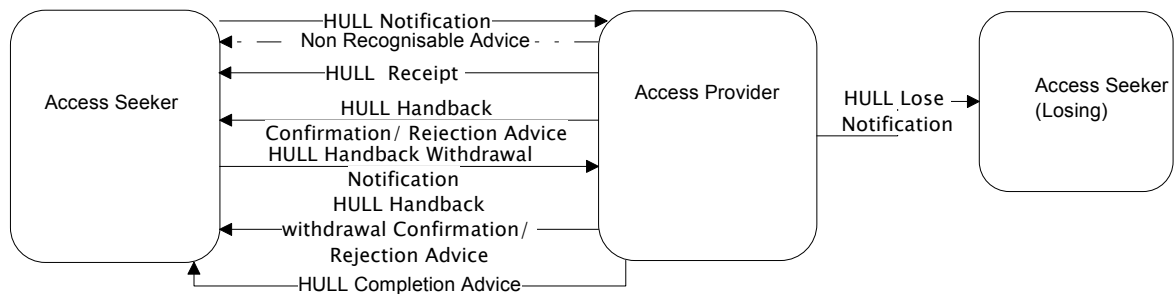 HULL Notification
Non Recognisable Advice
HULL Receipt
Access Seeker
HULL Handback
Confirmation/ Rejection Advice
HULL Handback Withdrawal
Notification
HULL Handback
withdrawal Confirmation/
Rejection Advice
HULL Completion Advice
Access Provider
HULL Lose
Notification
Access Seeker
(Losing)